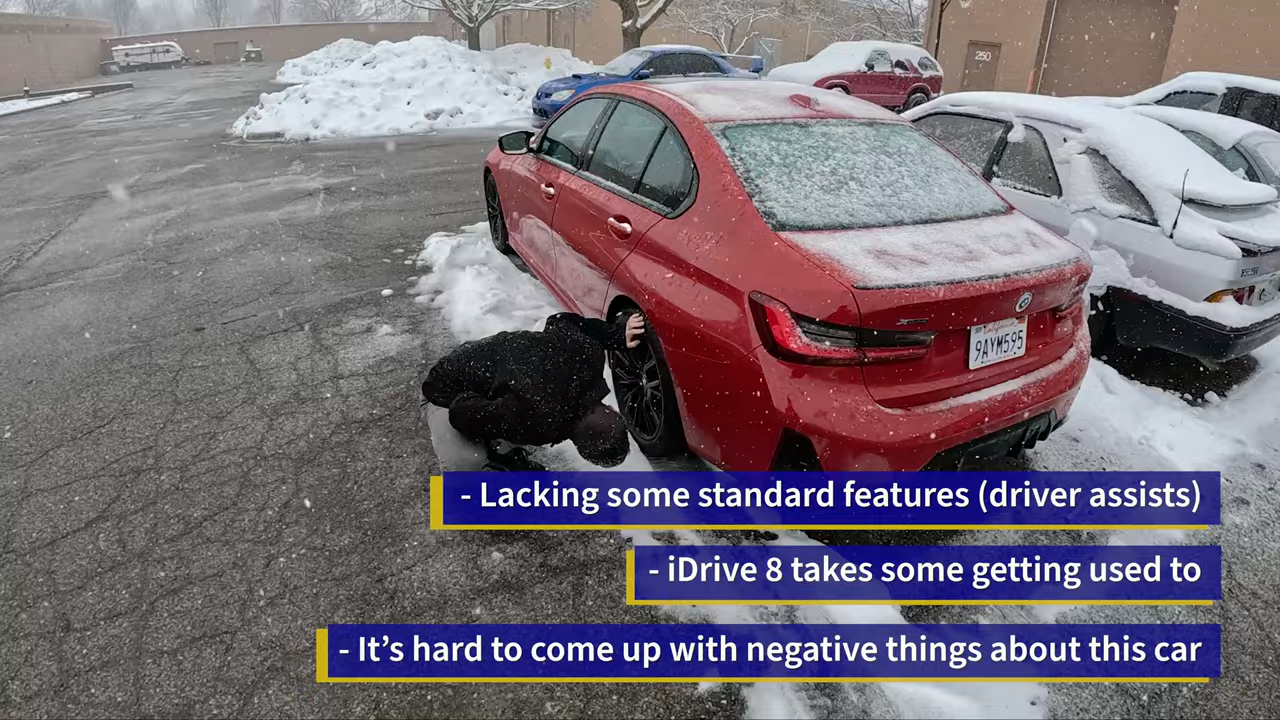 250
California
9AYM595
- Lacking some standard features (driver assists)
- iDrive 8 takes some getting used to
- It's hard to come up with negative things about this car